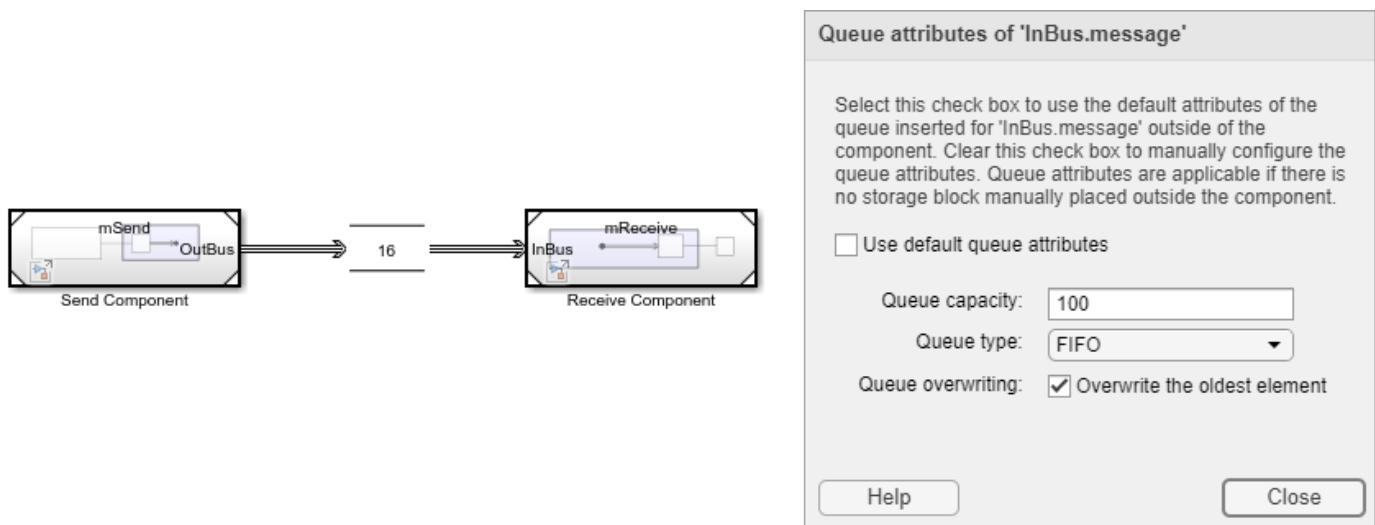 mSend
OutBus
Send Component
16
mReceive
InBus
Receive Component
Queue attributes of 'InBus.message'
Select this check box to use the default attributes of the
queue inserted for 'InBus.message' outside of the
component. Clear this check box to manually configure the
queue attributes. Queue attributes are applicable if there is
no storage block manually placed outside the component.
Use default queue attributes
Queue capacity: 100
Queue type: FIFO
Queue overwriting: Overwrite the oldest element
Help Close